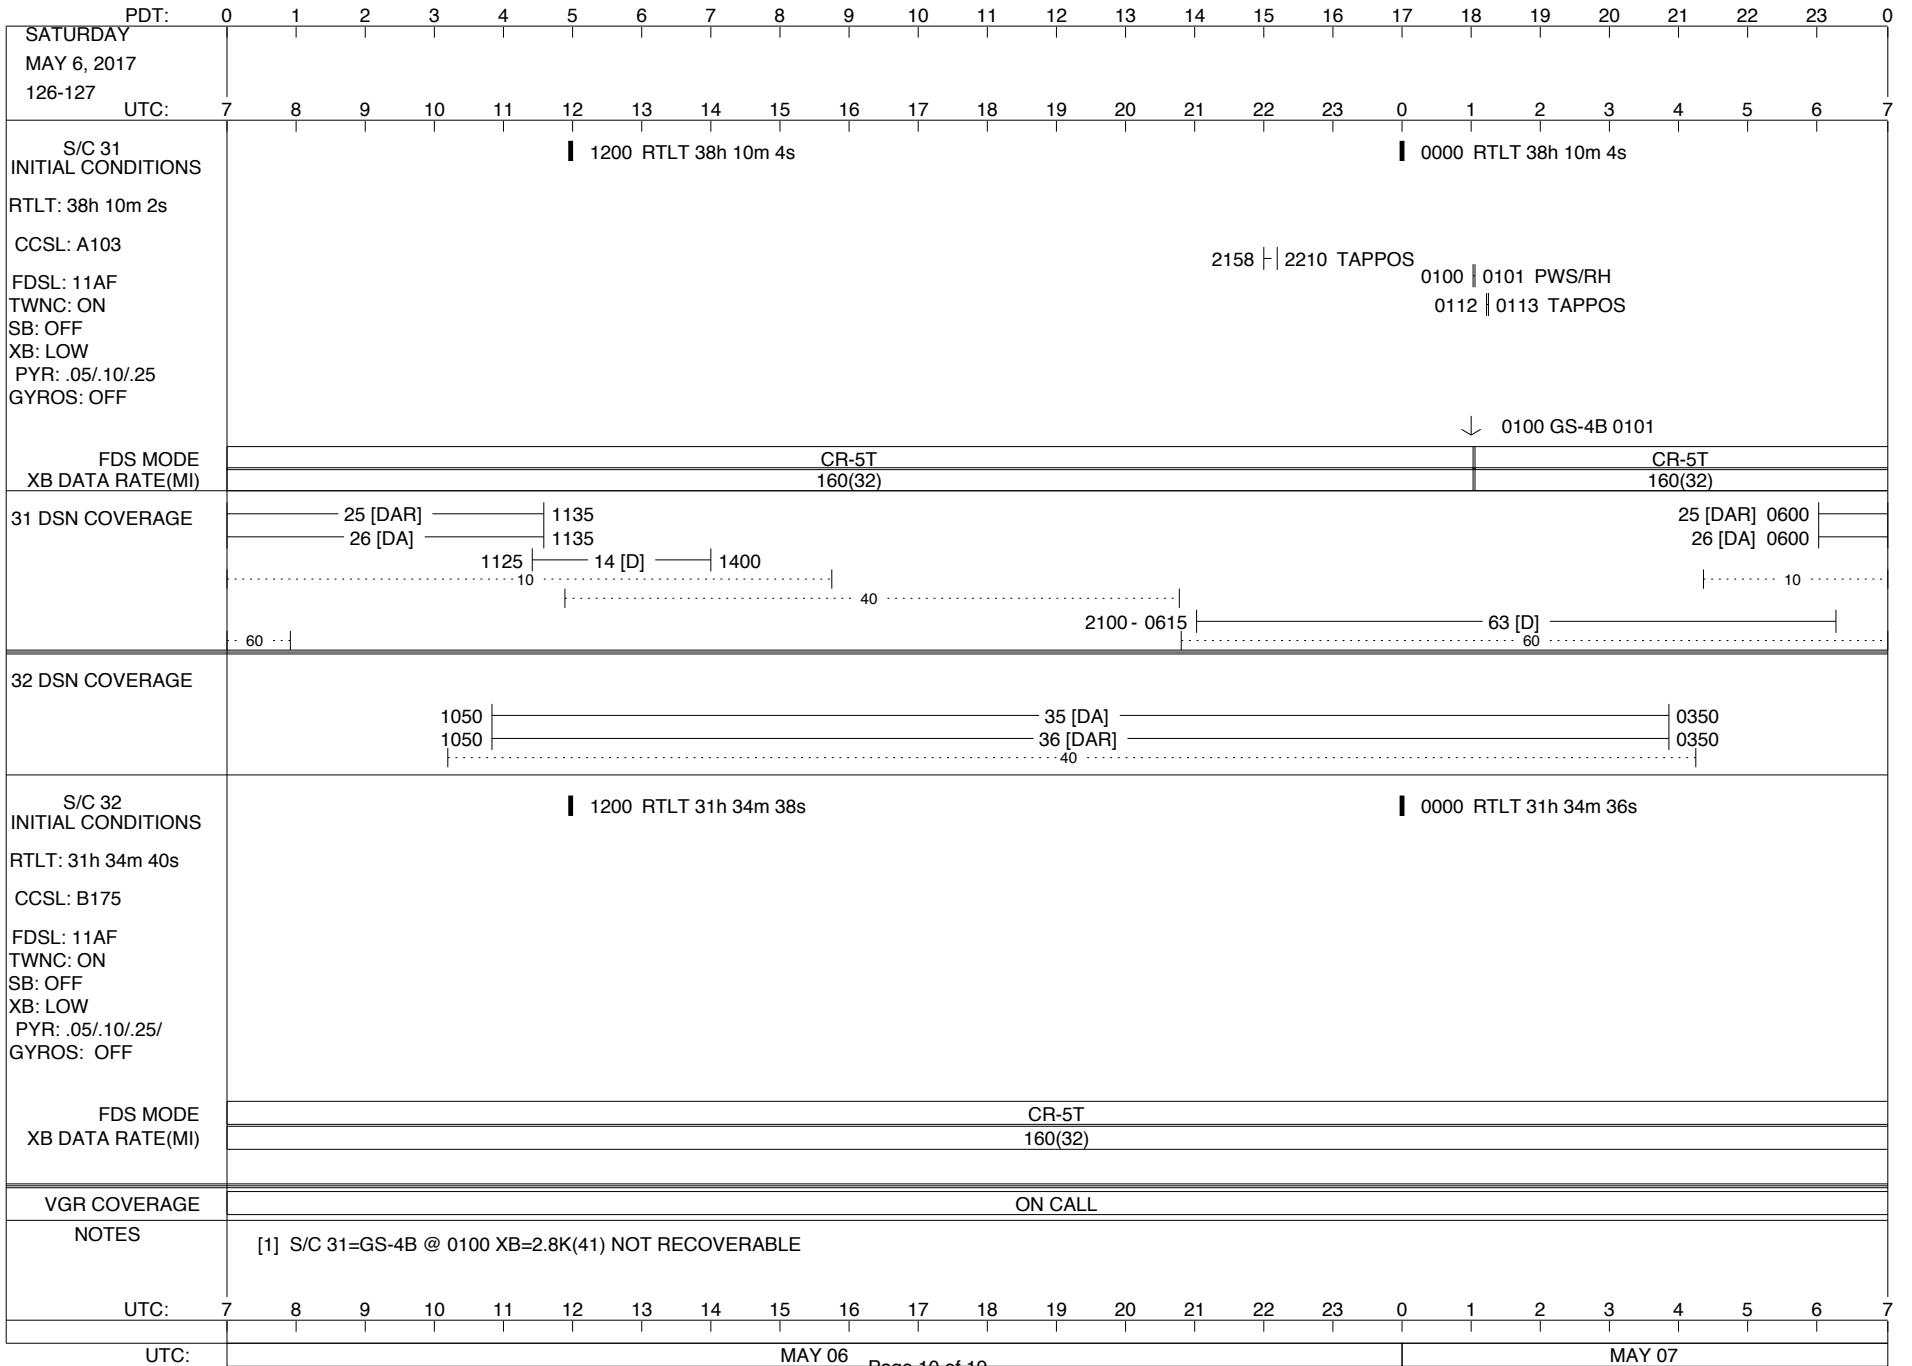 PDT: 0 1 2 3 4 5 6 7 8 9 10 11 12 13 14 15 16 17 18 19 20 21 22 23 0
SATURDAY
MAY 6, 2017
126-127
UTC: 7 8 9 10 11 12 13 14 15 16 17 18 19 20 21 22 23 0 1 2 3 4 5 6 7
S/C 31
INITIAL CONDITIONS
1200 RTLT 38h 10m 4s
0000 RTLT 38h 10m 4s
RTLT: 38h 10m 2s
CCSL: A103
2158 2210 TAPPOS
FDSL: 11AF
0100 0101 PWS/RH
TWNC: ON
0112 0113 TAPPOS
SB: OFF
XB: LOW
PYR: .05/.10/.25
GYROS: OFF
0100 GS-4B 0101
FDS MODE CR-5T CR-5T
XB DATA RATE(MI) 160(32) 160(32)
31 DSN COVERAGE
25 [DAR] 1135 25 [DAR] 0600
26 [DA] 1135 26 [DA] 0600
1125 14 [D] 1400
10 10
40
2100 - 0615 63 [D]
60 60
32 DSN COVERAGE
1050 35 [DA] 0350
1050 36 [DAR] 0350
40
S/C 32
INITIAL CONDITIONS
1200 RTLT 31h 34m 38s
0000 RTLT 31h 34m 36s
RTLT: 31h 34m 40s
CCSL: B175
FDSL: 11AF
TWNC: ON
SB: OFF
XB: LOW
PYR: .05/.10/.25/
GYROS: OFF
FDS MODE CR-5T
XB DATA RATE(MI) 160(32)
VGR COVERAGE ON CALL
NOTES
[1] S/C 31=GS-4B @ 0100 XB=2.8K(41) NOT RECOVERABLE
UTC: 7 8 9 10 11 12 13 14 15 16 17 18 19 20 21 22 23 0 1 2 3 4 5 6 7
UTC: MAY 06 MAY 07
Page 10 of 10